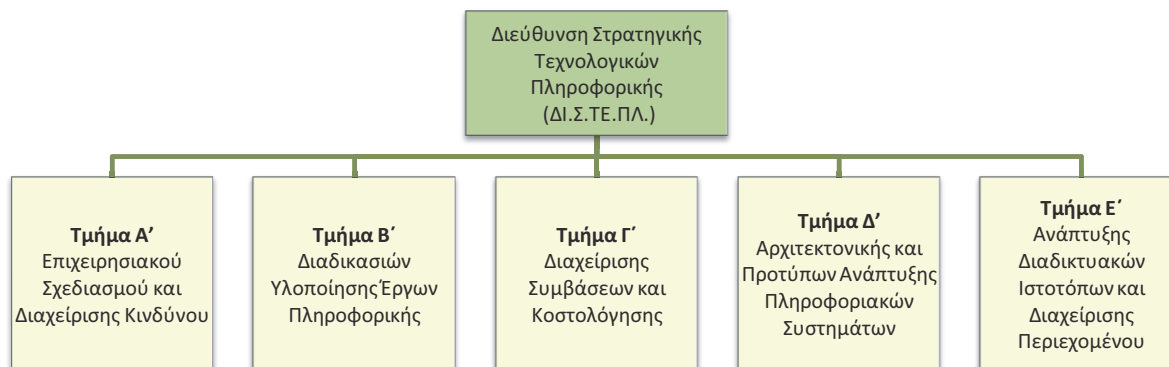 Διεύθυνση Στρατηγικής
Τεχνολογικών
Πληροφορικής
(ΔΙ.Σ.ΤΕ.ΠΛ.)
Τμήμα Α’
Επιχειρησιακού
Σχεδιασμού και
Διαχείρισης Κινδύνου
Τμήμα Β΄
Διαδικασιών
Υλοποίησης Έργων
Πληροφορικής
Τμήμα Γ΄
Διαχείρισης
Συμβάσεων και
Κοστολόγησης
Τμήμα Δ’
Αρχιτεκτονικής και
Προτύπων Ανάπτυξης
Πληροφοριακών
Συστημάτων
Τμήμα Ε΄
Ανάπτυξης
Διαδικτυακών
Ιστοτόπων και
Διαχείρισης
Περιεχομένου